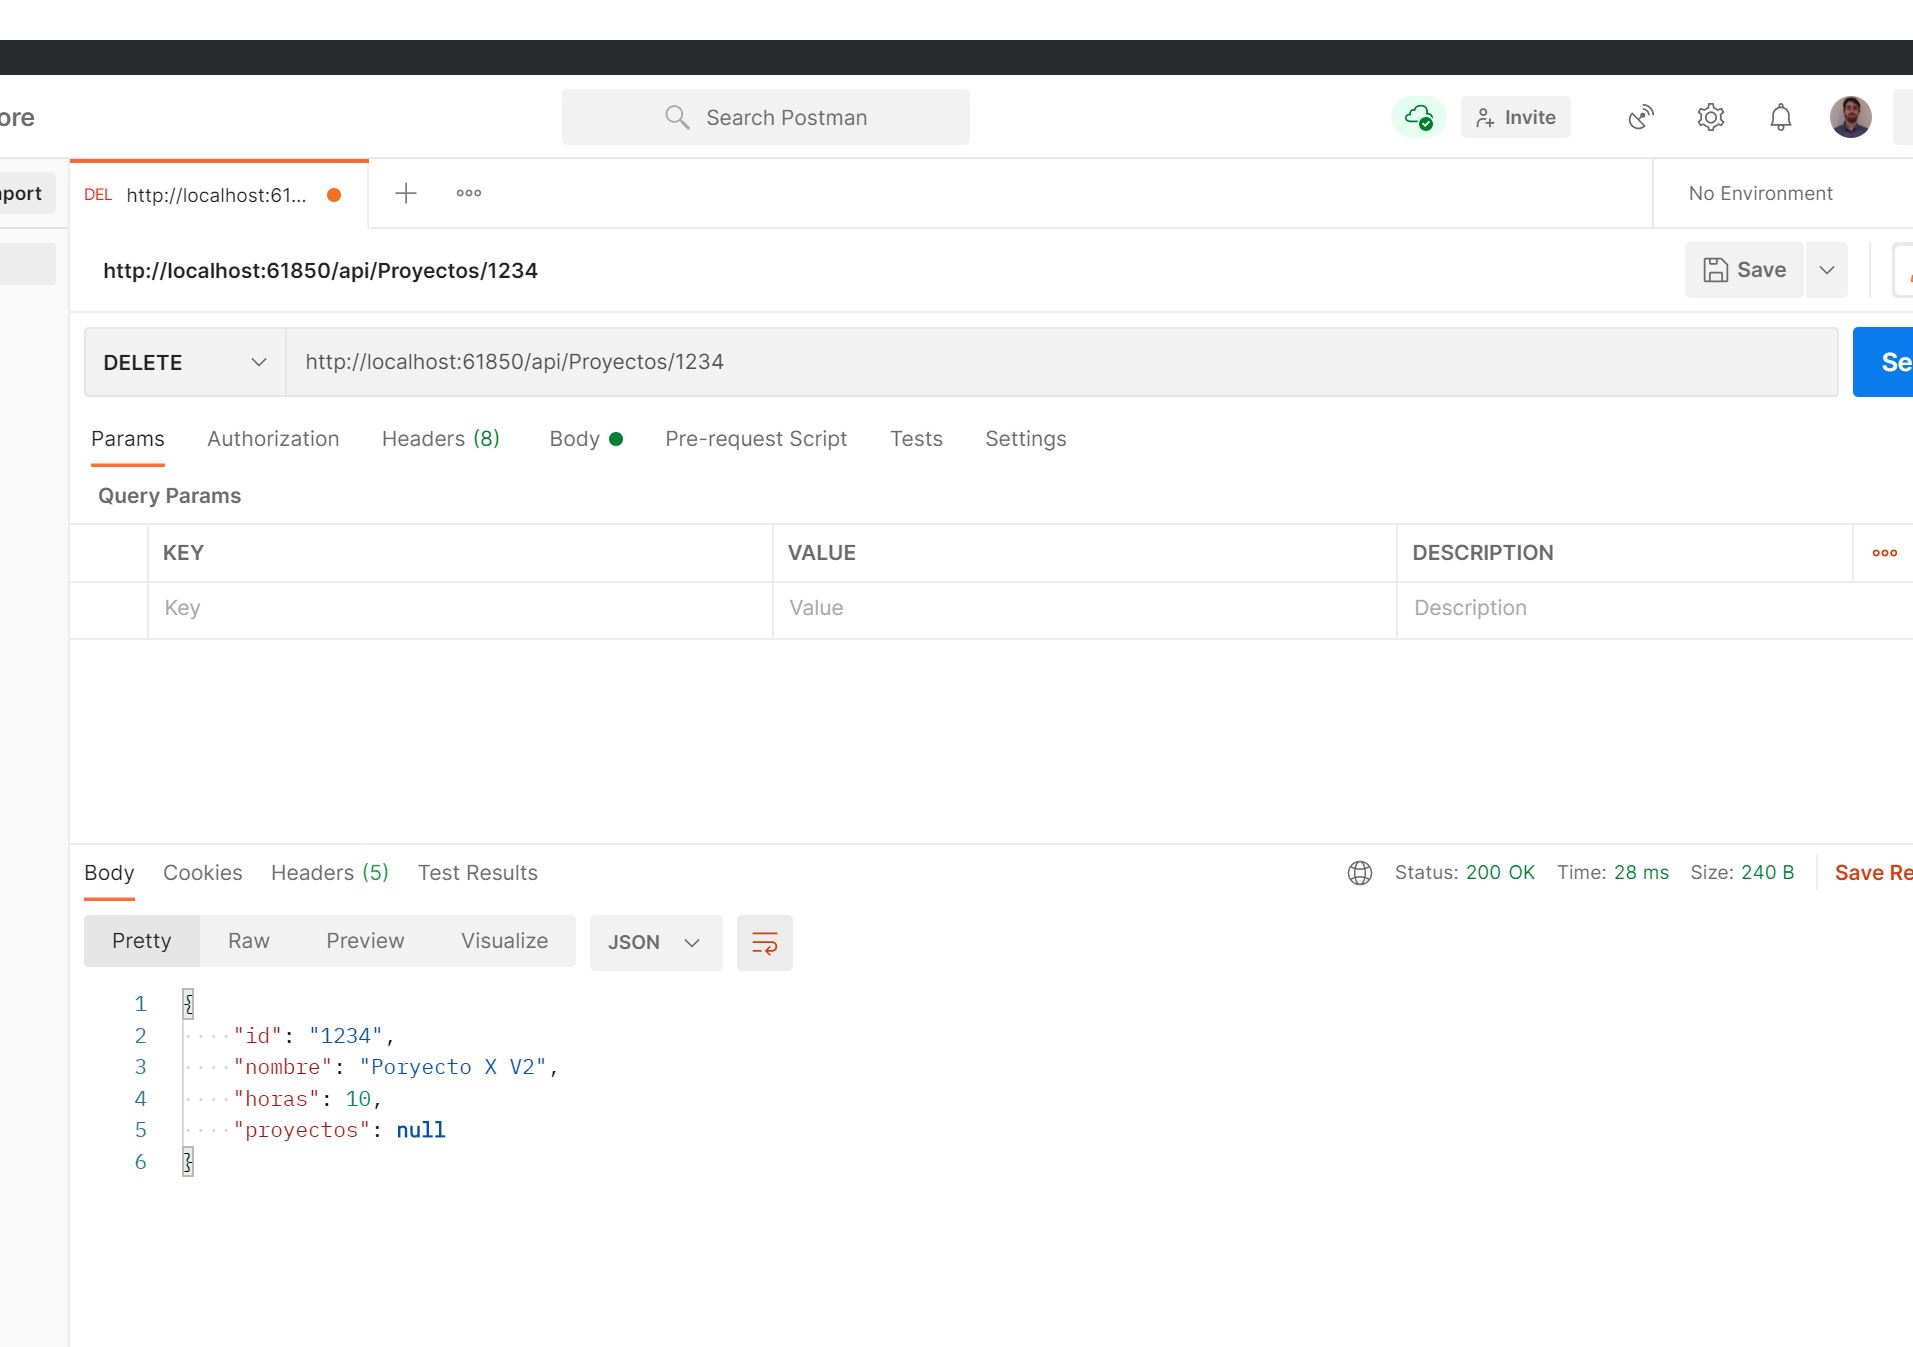 ore
Search Postman
Invite
port
DEL http://localhost:61...
No Environment
http://localhost:61850/api/Proyectos/1234
Save
DELETE
http://localhost:61850/api/Proyectos/1234
Se
Params Authorization Headers (8) Body Pre-request Script Tests Settings
Query Params
KEY VALUE DESCRIPTION
Key Value Description
Body Cookies Headers (5) Test Results
Status: 200 OK Time: 28 ms Size: 240 B Save Re
Pretty Raw Preview Visualize JSON
1 {
2 "id": "1234",
3 "nombre": "Poryecto X V2",
4 "horas": 10,
5 "proyectos": null
6 }